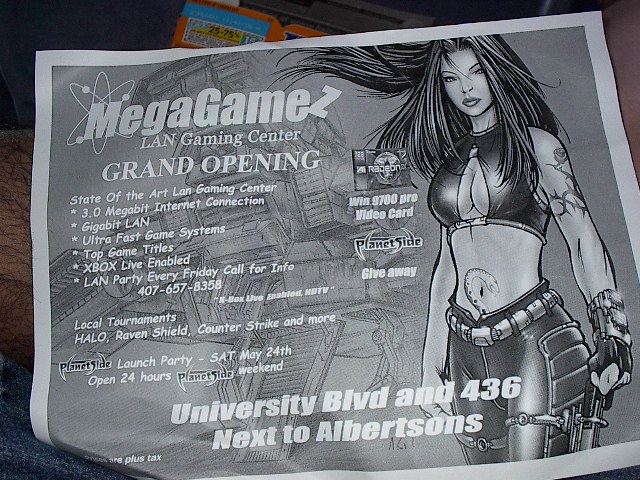 25-25%
MegaGameZ
LAN Gaming Center
GRAND OPENING
State Of the Art Lan Gaming Center
* 3.0 Megabit Internet Connection
* Gigabit LAN
* Ultra Fast Game Systems
* Top Game Titles
* XBOX Live Enabled
* LAN Party Every Friday Call for Info
407-657-8358
"X-Box Live Enabled, HDTV"
RADEON
Win 9700 pro
Video Card
PlanetSide
Give away
Local Tournaments
HALO, Raven Shield, Counter Strike and more
PlanetSide Launch Party - SAT May 24th
Open 24 hours PlanetSide weekend
University Blvd and 436
Next to Albertsons
are plus tax